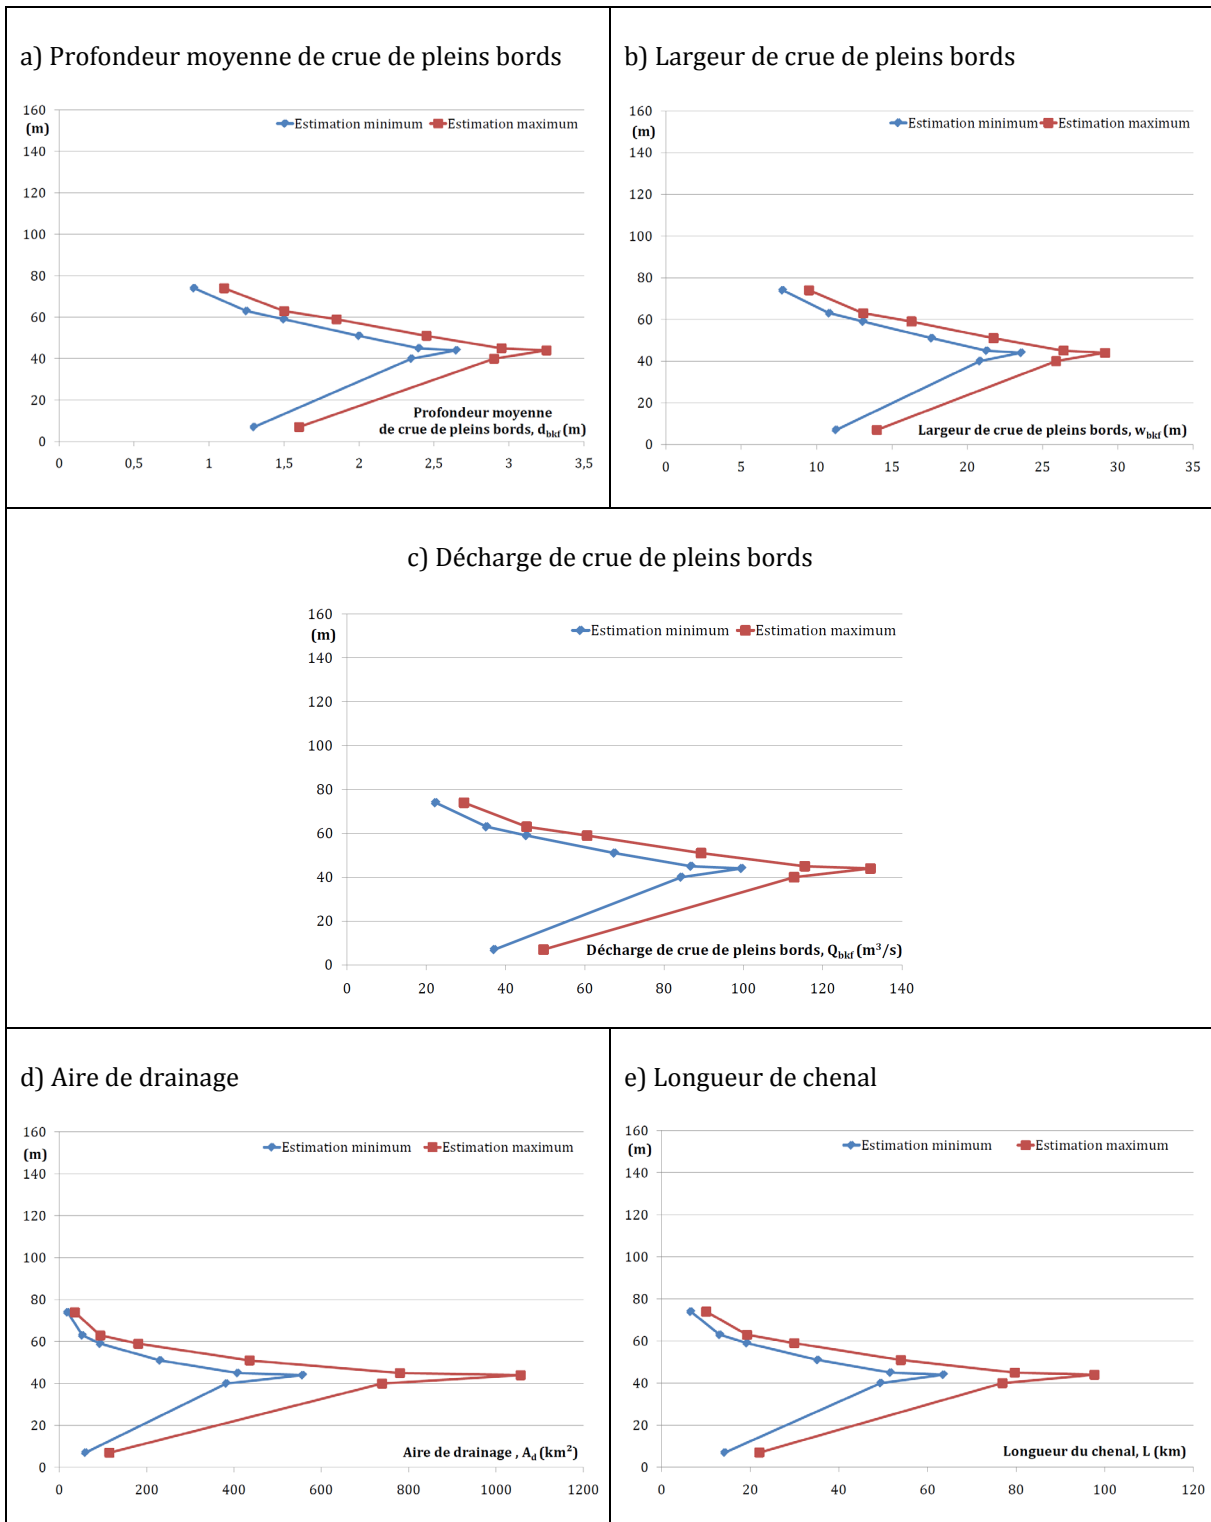 a) Profondeur moyenne de crue de pleins bords
160
(m)
Estimation minimum Estimation maximum
140
120
100
80
60
40
20
0
Profondeur moyenne
de crue de pleins bords, dbkf (m)
0 1 1,5 2 2,5 3 3,5
b) Largeur de crue de pleins bords
160
(m)
Estimation minimum Estimation maximum
140
120
100
80
60
40
20
0
Largeur de crue de pleins bords, wbkf (m)
0 5 10 15 20 25 30 35
c) Décharge de crue de pleins bords
160
(m)
Estimation minimum Estimation maximum
140
120
100
80
60
40
20
0
Décharge de crue de pleins bords, Qbkf (m³/s)
0 20 40 60 80 100 120 140
d) Aire de drainage
160
(m)
Estimation minimum Estimation maximum
140
120
100
80
60
40
20
0
Aire de drainage , Ad (km²)
0 200 400 600 800 1000 1200
e) Longueur de chenal
160
(m)
Estimation minimum Estimation maximum
140
120
100
80
60
40
20
0
Longueur du chenal, L (km)
0 20 40 60 80 100 120